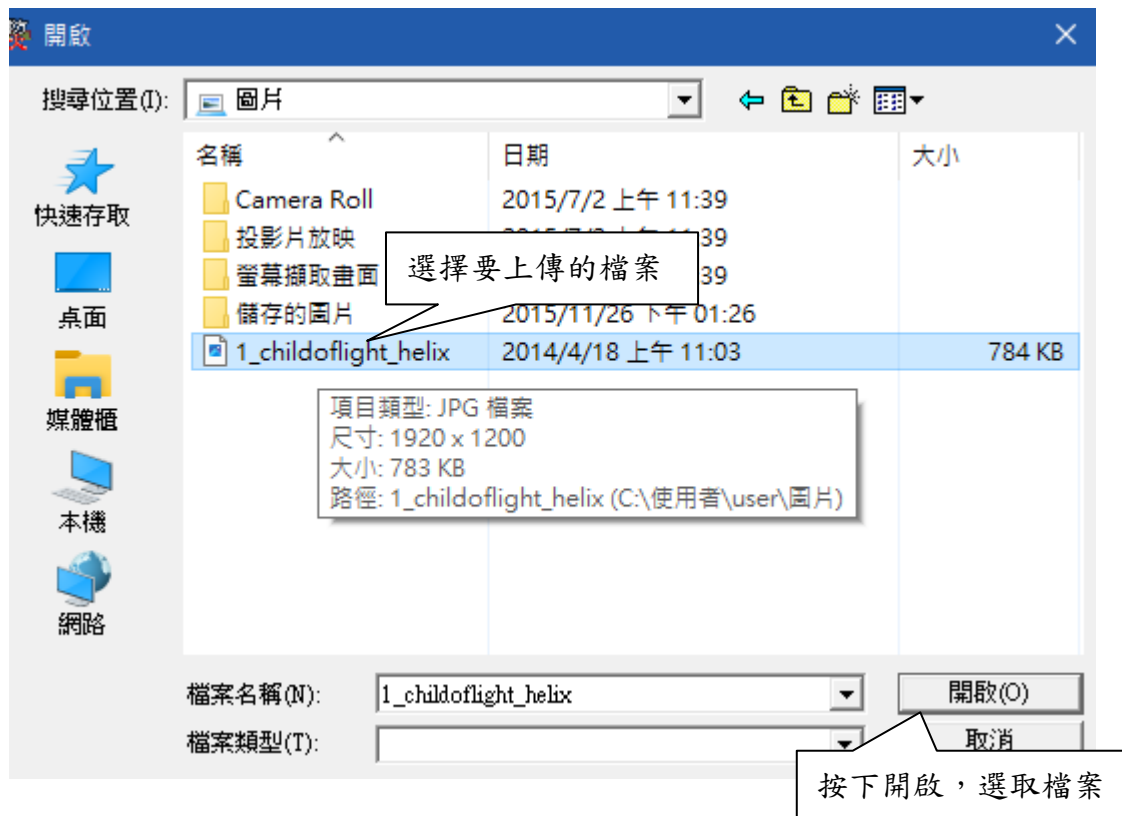 開啟
搜尋位置(I):
圖片
名稱
日期
大小
快速存取
桌面
媒體櫃
本機
網路
Camera Roll 2015/7/2 上午 11:39
投影片放映 39
螢幕擷取畫面 39
儲存的圖片 2015/11/26 下午 01:26
1_childoflight_helix 2014/4/18 上午 11:03 784 KB
選擇要上傳的檔案
項目類型: JPG 檔案
尺寸: 1920 x 1200
大小: 783 KB
路徑: 1_childoflight_helix (C:\使用者\user\圖片)
檔案名稱(N): 1_childoflight_helix 開啟(O)
檔案類型(T): 取消
按下開啟，選取檔案